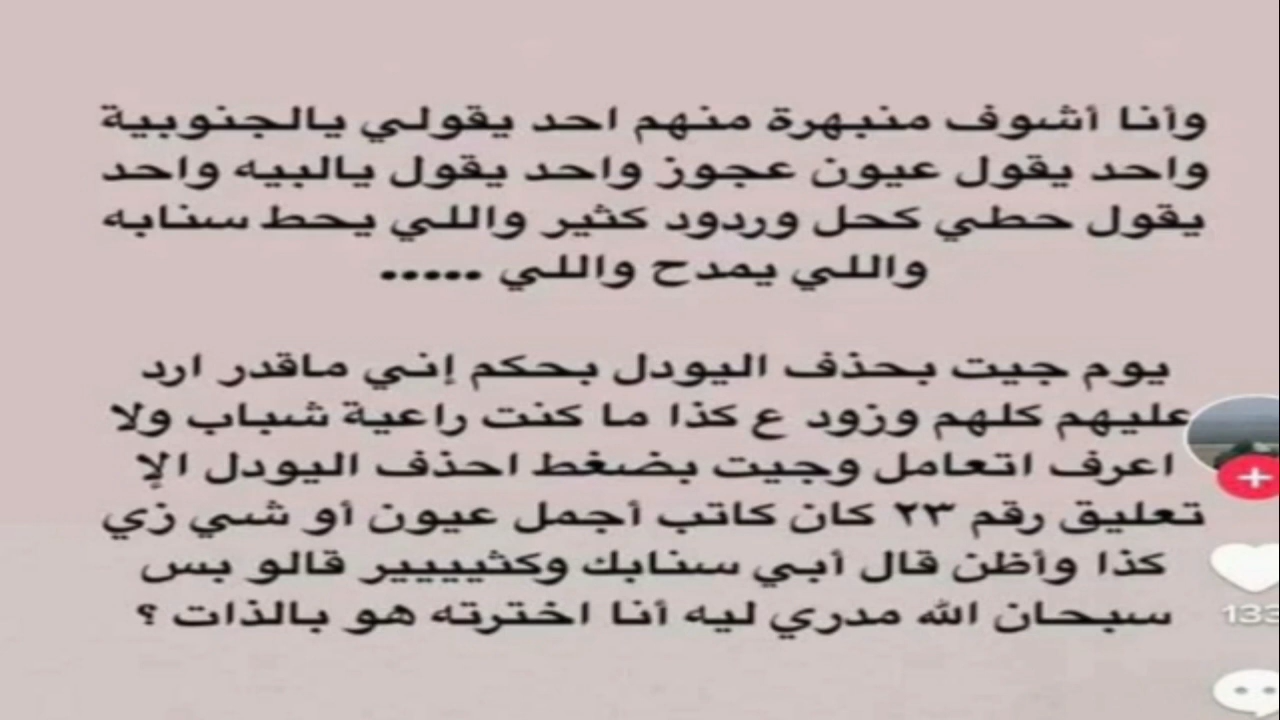 وأنا أشوف منبهرة منهم احد يقولي يالجنوبية
واحد يقول عيون عجوز واحد يقول يالبيه واحد
يقول حطي كحل وردود كثير واللي يحط سنابه
واللي يمدح واللي .....
يوم جيت بحذف اليودل بحكم إني ماقدر ارد
عليهم كلهم وزود ع كذا ما كنت راعية شباب ولا
اعرف اتعامل وجيت بضغط احذف اليودل الإ
تعليق رقم ٢٣ كان كاتب أجمل عيون أو شي زي
كذا وأظن قال أبي سنابك وكثيييير قالو بس
سبحان الله مدري ليه أنا اخترته هو بالذات ؟
133